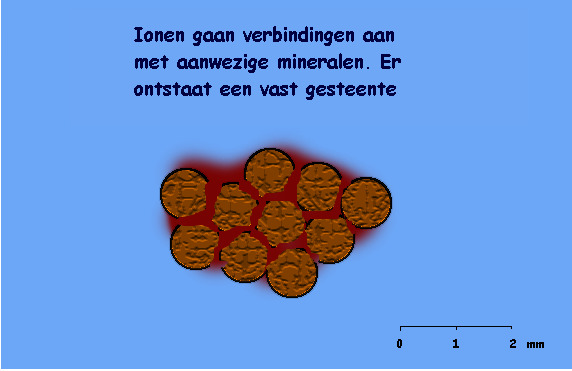 Ionen gaan verbindingen aan
met aanwezige mineralen. Er
ontstaat een vast gesteente
0 1 2 mm